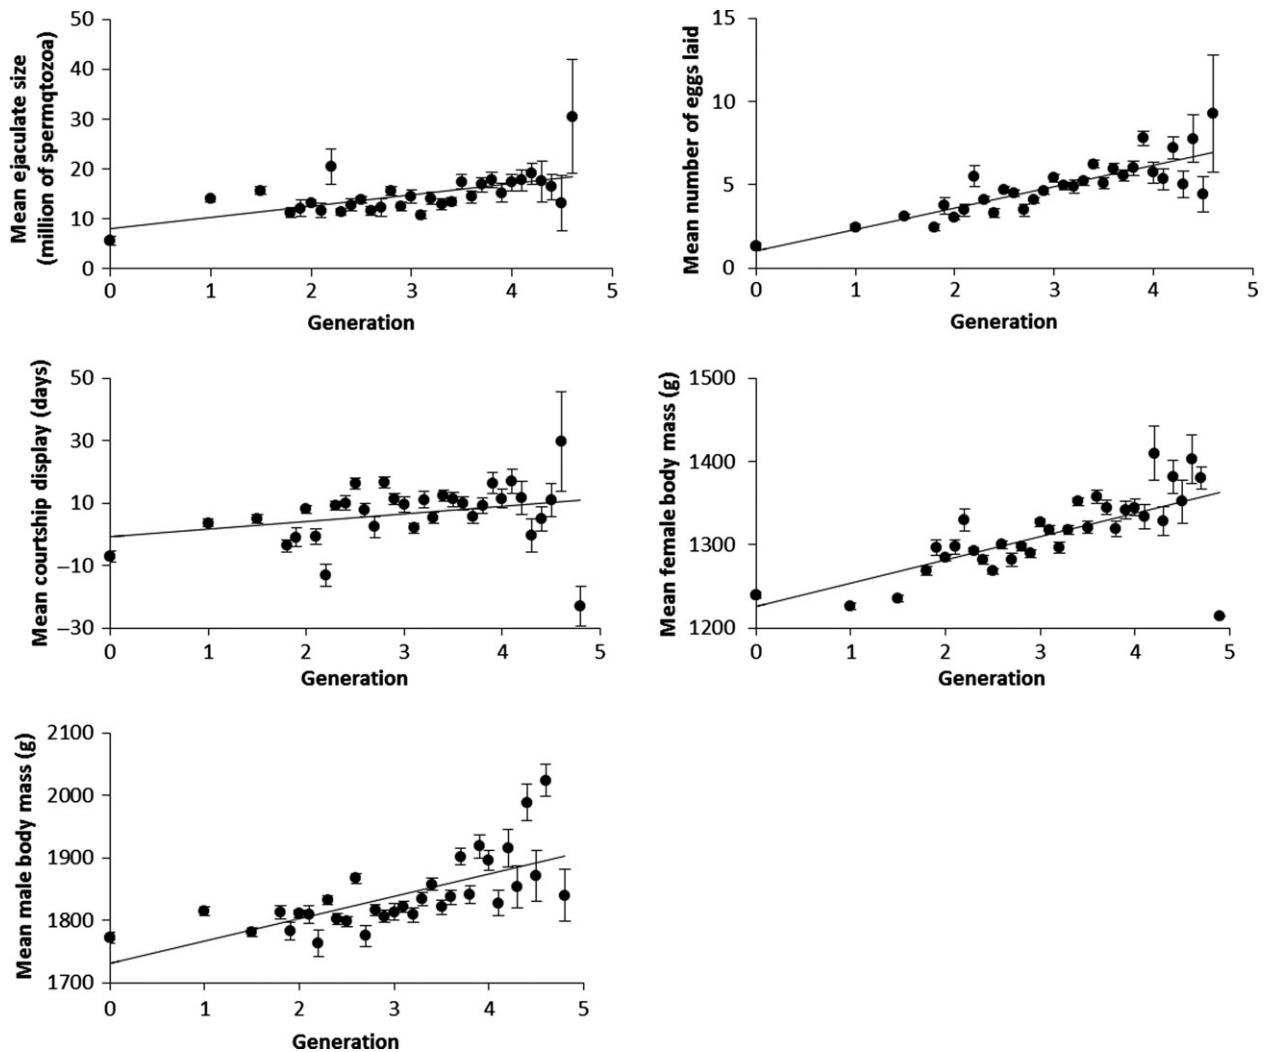 Mean ejaculate size
(million of spermqtozoa)
50
40
30
20
10
0
0 1 2 3 4 5
Generation
Mean number of eggs laid
15
10
5
0
0 1 2 3 4 5
Generation
Mean courtship display (days)
50
30
10
–10
–30
0 1 2 3 4 5
Generation
Mean female body mass (g)
1500
1400
1300
1200
0 1 2 3 4 5
Generation
Mean male body mass (g)
2100
2000
1900
1800
1700
0 1 2 3 4 5
Generation